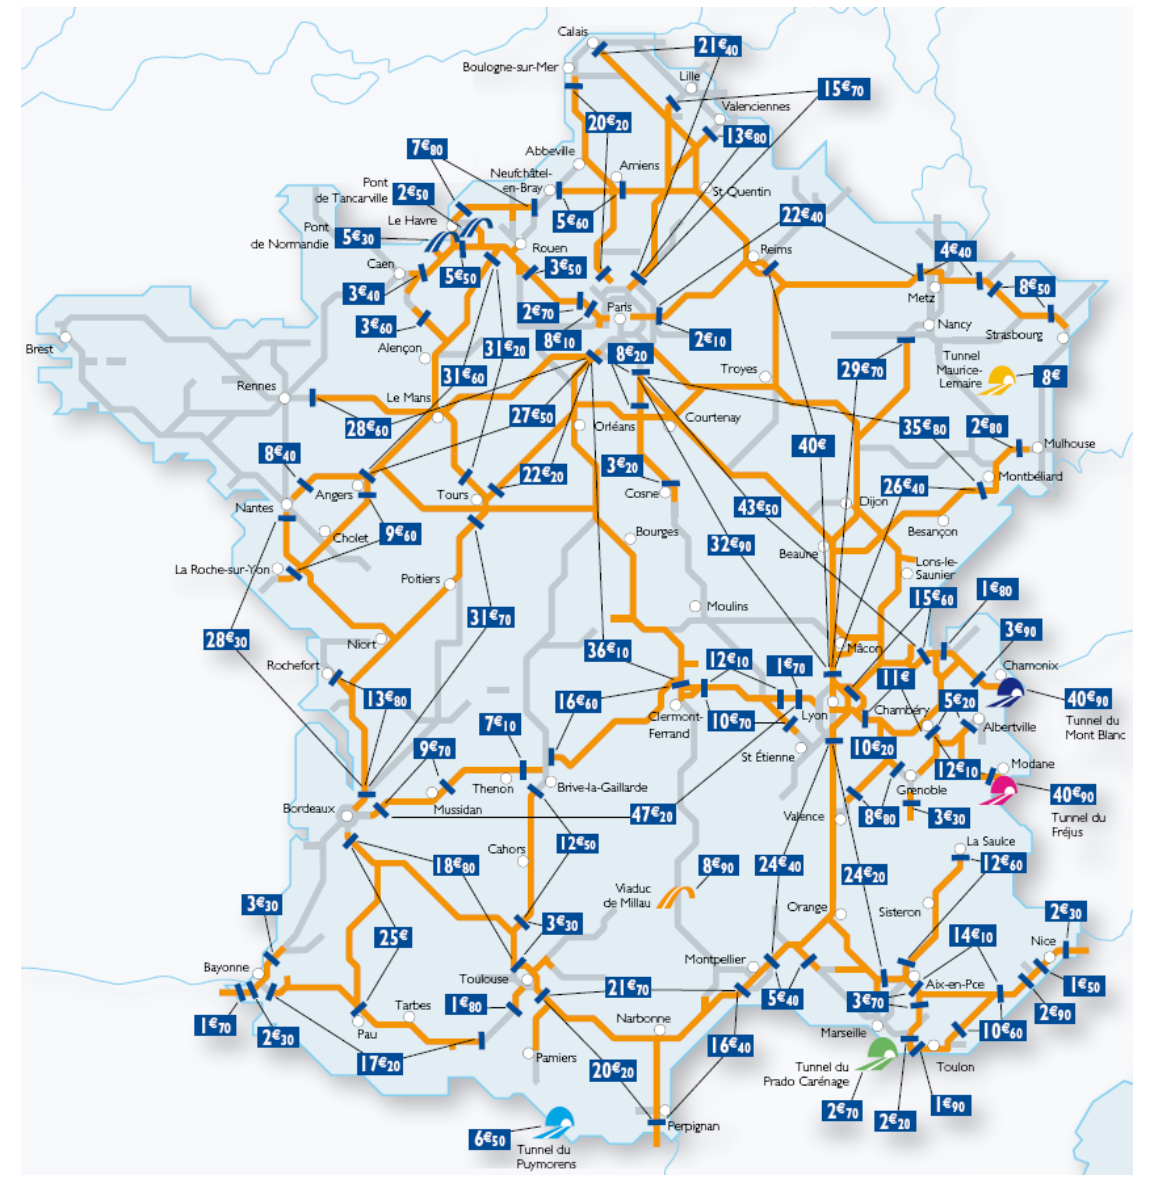 Calais
21€40
Boulogne-sur-Mer
Lille
15€70
Valenciennes
20€20
13€80
7€80
Abbeville
Amiens
Neufchâtel-
en-Bray
St Quentin
Pont
de Tancarville
2€50
Le Havre
5€60
22€40
Pont
de Normandie
5€30
Rouen
Reims
4€40
Caen
5€50
3€50
8€50
3€40
Metz
2€70
Paris
3€60
8€10
2€10
Nancy
Strasbourg
Brest
Alençon
31€20
8€20
Tunnel
Maurice-
Lemaire
8€
31€60
Troyes
29€70
Rennes
Le Mans
27€50
Courtenay
28€60
Orléans
40€
35€80
2€80
Mulhouse
8€40
22€20
3€20
Montbéliard
Angers
Tours
Cosne
26€40
Nantes
43€50
Dijon
Cholet
9€60
Bourges
32€90
Besançon
Beaune
La Roche-sur-Yon
Poitiers
Lons-le-
Saunier
1€80
15€60
Moulins
31€70
28€30
Niort
3€90
36€10
12€10
1€70
Mâcon
Rochefort
Chamonix
11€
13€80
16€60
40€90
Tunnel du
Mont Blanc
Clermont-
Ferrand
10€70
Lyon
Chambéry
5€20
Albertville
7€10
St Étienne
10€20
9€70
12€10
Modane
Thenon
Brive-la-Gaillarde
Grenoble
40€90
Tunnel du
Fréjus
Bordeaux
Mussidan
47€20
Valence
8€80
3€30
Cahors
12€50
La Saulce
18€80
8€90
24€40
24€20
12€60
Viaduc
de Millau
3€30
Orange
Sisteron
2€30
3€30
25€
14€10
Nice
Bayonne
Toulouse
Montpellier
Aix-en-Pce
1€50
21€70
5€40
3€70
1€70
Tarbes
1€80
2€90
2€30
Pau
Narbonne
Marseille
10€60
17€20
Pamiers
16€40
Toulon
20€20
Tunnel du
Prado Carénage
2€70
1€90
2€20
Perpignan
6€50
Tunnel du
Puymorens